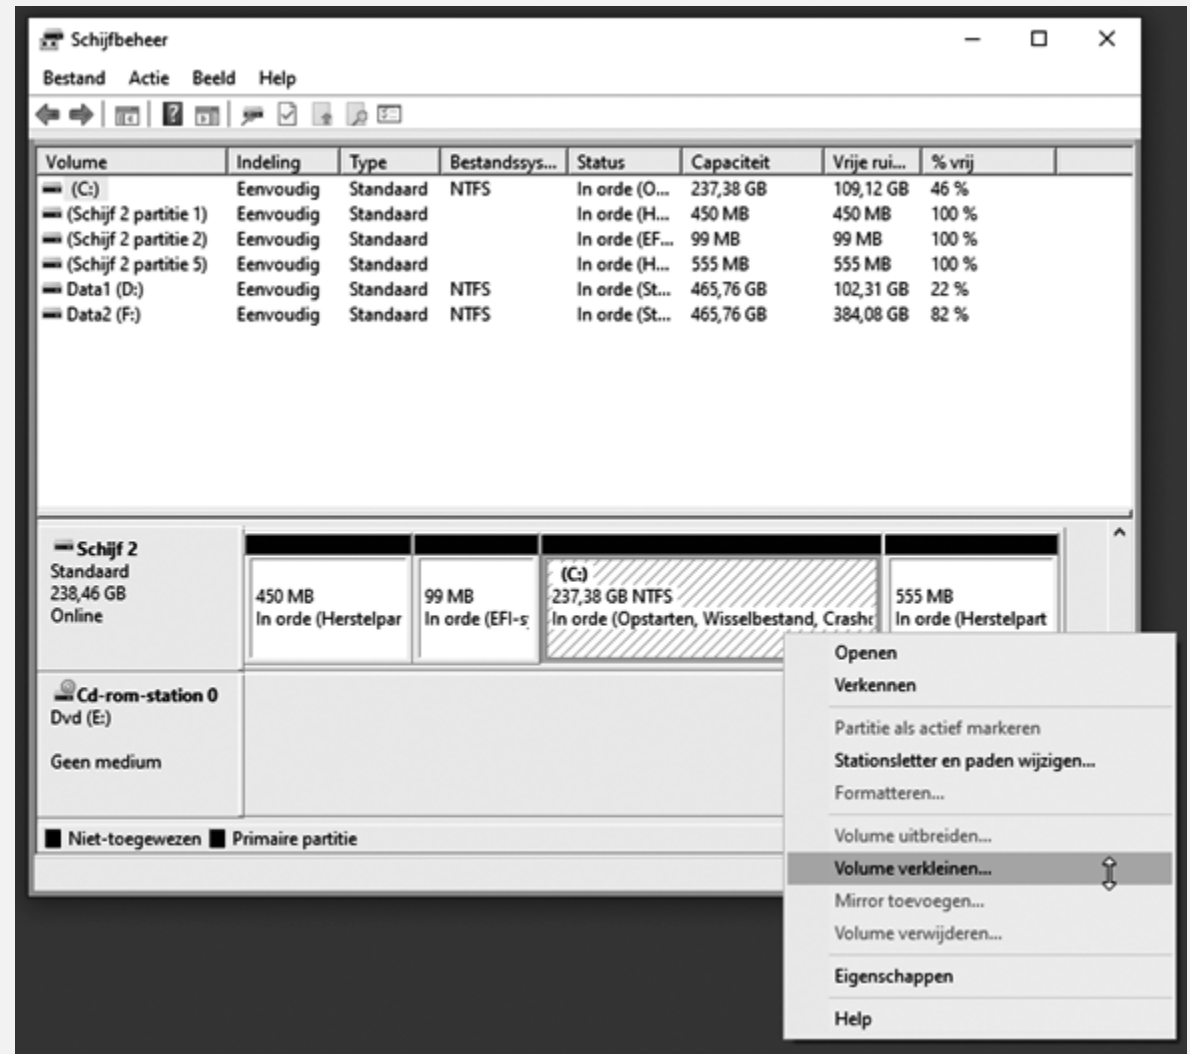 Schijfbeheer
Bestand Actie Beeld Help
Volume Indeling Type Bestandssys... Status Capaciteit Vrije rui... % vrij
(C:) Eenvoudig Standaard NTFS In orde (O... 237,38 GB 109,12 GB 46 %
(Schijf 2 partitie 1) Eenvoudig Standaard In orde (H... 450 MB 450 MB 100 %
(Schijf 2 partitie 2) Eenvoudig Standaard In orde (EF... 99 MB 99 MB 100 %
(Schijf 2 partitie 5) Eenvoudig Standaard In orde (H... 555 MB 555 MB 100 %
Data1 (D:) Eenvoudig Standaard NTFS In orde (St... 465,76 GB 102,31 GB 22 %
Data2 (F:) Eenvoudig Standaard NTFS In orde (St... 465,76 GB 384,08 GB 82 %
Schijf 2
Standaard
238,46 GB
Online
450 MB
In orde (Herstelpar
99 MB
In orde (EFI-s
(C:)
237,38 GB NTFS
In orde (Opstarten, Wisselbestand, Crashd
555 MB
In orde (Herstelpart
Cd-rom-station 0
Dvd (E:)
Geen medium
Niet-toegewezen Primaire partitie
Openen
Verkennen
Partitie als actief markeren
Stationsletter en paden wijzigen...
Formatteren...
Volume uitbreiden...
Volume verkleinen...
Mirror toevoegen...
Volume verwijderen...
Eigenschappen
Help